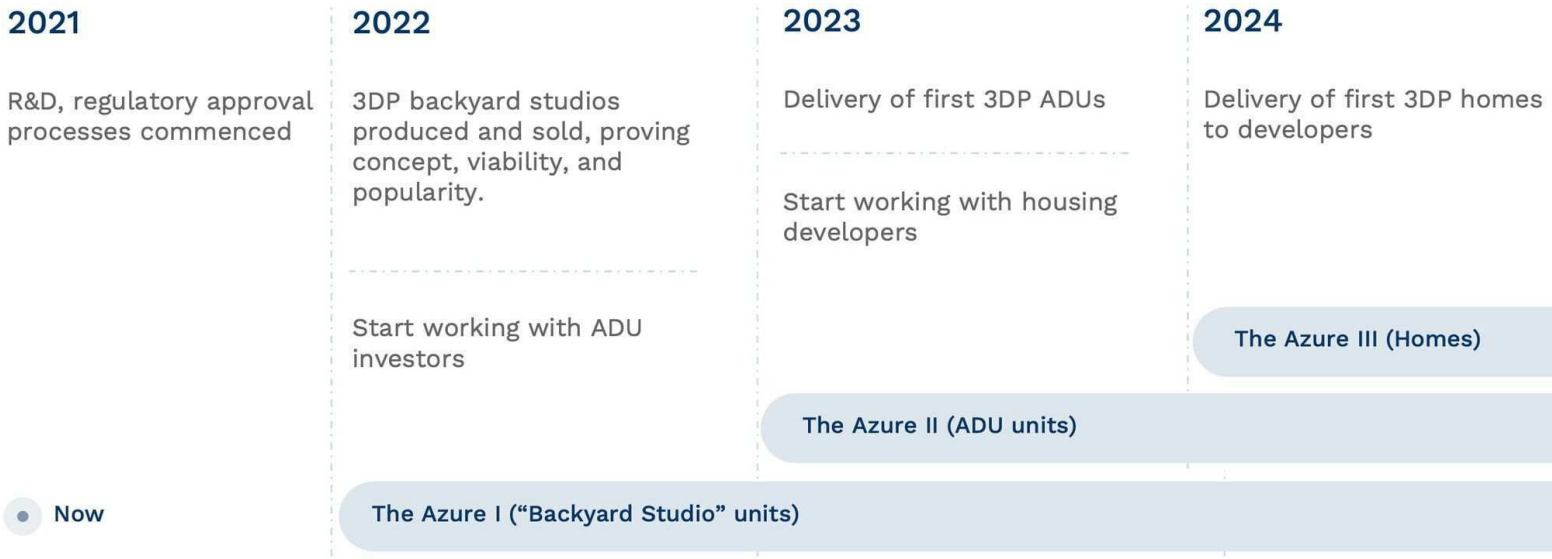 2021
R&D, regulatory approval
processes commenced
Now
2022
3DP backyard studios
produced and sold, proving
concept, viability, and
popularity.
Start working with ADU
investors
2023
Delivery of first 3DP ADUs
Start working with housing
developers
2024
Delivery of first 3DP homes
to developers
The Azure III (Homes)
The Azure II (ADU units)
The Azure I (“Backyard Studio” units)